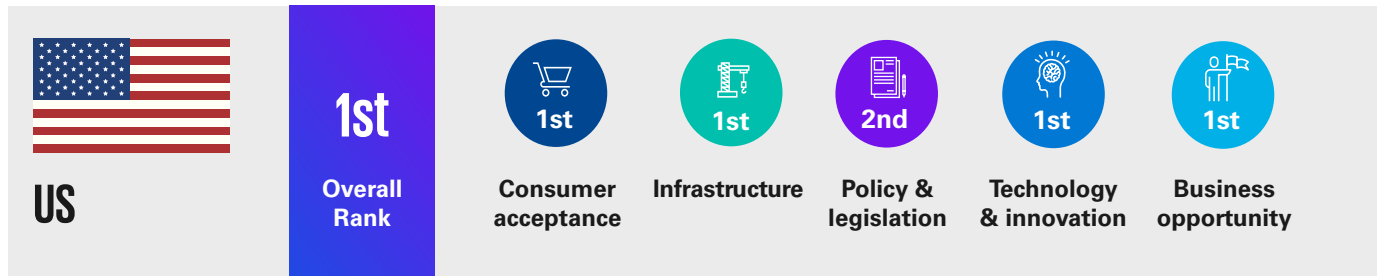 US
1st
Overall
Rank
1st
Consumer
acceptance
1st
Infrastructure
2nd
Policy &
legislation
1st
Technology
& innovation
1st
Business
opportunity